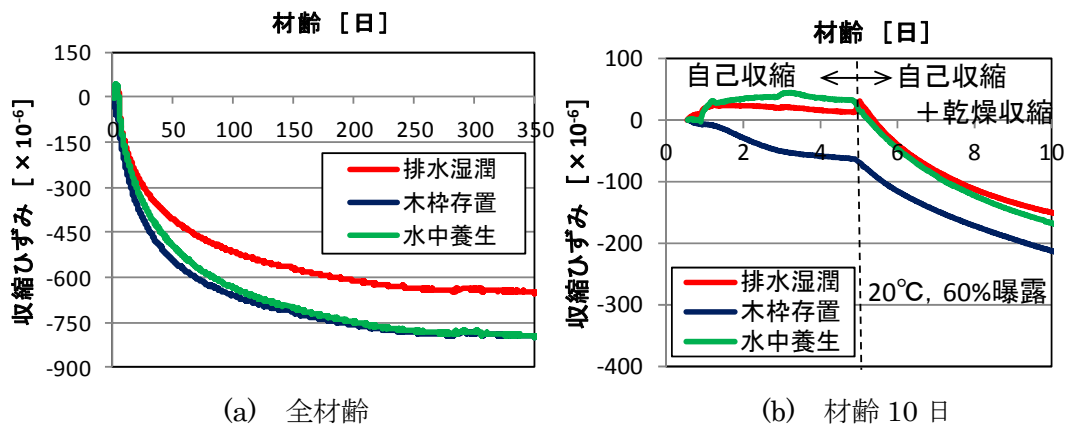 材齢 [日]
150
0
-150
-300
-450
-600
-750
-900
0 50 100 150 200 250 300 350
収縮ひずみ [×10⁻⁶]
排水湿潤
木枠存置
水中養生
(a) 全材齢
材齢 [日]
100
0
-100
-200
-300
-400
0 2 4 6 8 10
収縮ひずみ [×10⁻⁶]
自己収縮
自己収縮
+乾燥収縮
20℃, 60%曝露
排水湿潤
木枠存置
水中養生
(b) 材齢 10 日